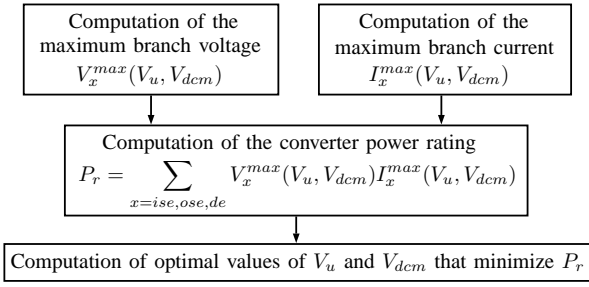 Computation of the
maximum branch voltage
$V_x^{max}(V_u, V_{dcm})$
Computation of the
maximum branch current
$I_x^{max}(V_u, V_{dcm})$
Computation of the converter power rating
$P_r = \sum_{x=ise,ose,de} V_x^{max}(V_u, V_{dcm}) I_x^{max}(V_u, V_{dcm})$
Computation of optimal values of $V_u$ and $V_{dcm}$ that minimize $P_r$